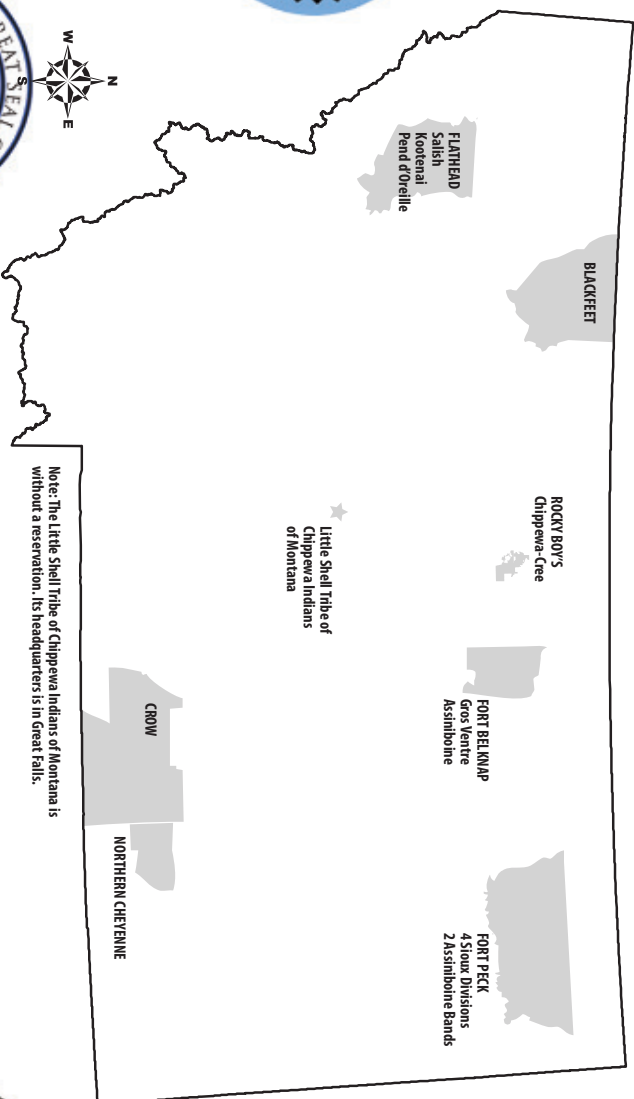 FLATHEAD
Salish
Kootenai
Pend d'Oreille
BLACKFEET
ROCKY BOY'S
Chippewa-Cree
FORT BELKNAP
Gros Ventre
Assiniboine
FORT PECK
4 Sioux Divisions
2 Assiniboine Bands
Little Shell Tribe of
Chippewa Indians
of Montana
CROW
NORTHERN CHEYENNE
Note: The Little Shell Tribe of Chippewa Indians of Montana is
without a reservation. Its headquarters is in Great Falls.
N
W
E
S
SEAL